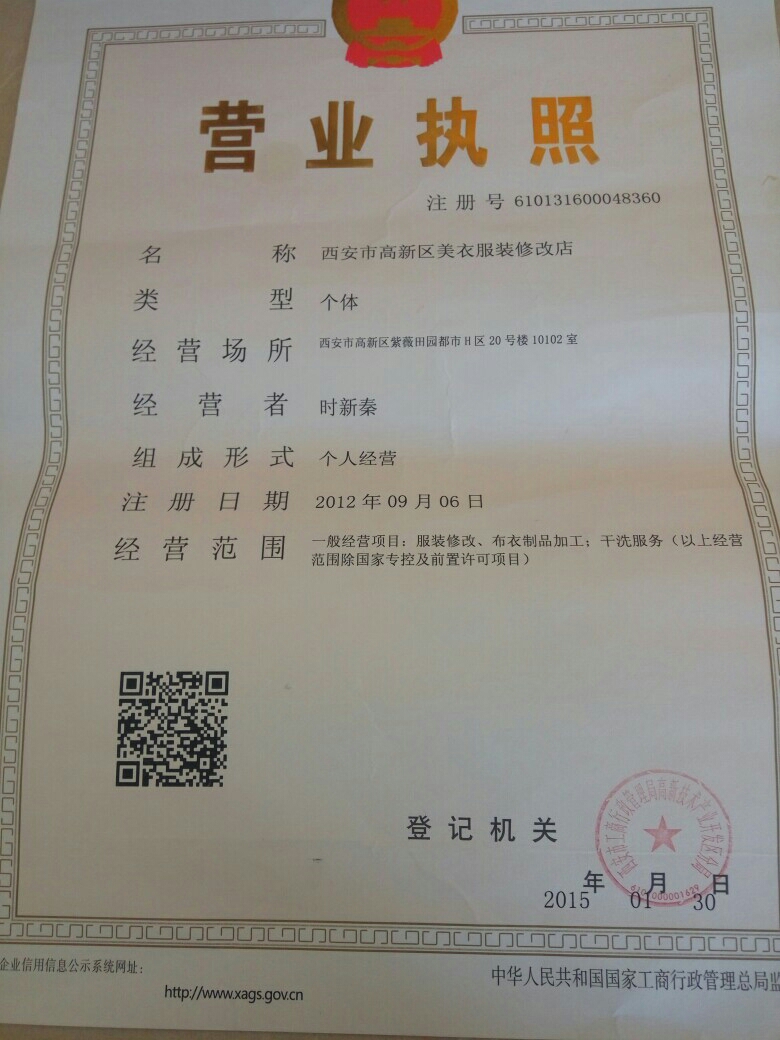 营业执照
注册号 610131600048360
名称 西安市高新区美衣服装修改店
类型 个体
经营场所 西安市高新区紫薇田园都市H区20号楼10102室
经营者 时新秦
组成形式 个人经营
注册日期 2012年09月06日
经营范围 一般经营项目：服装修改、布衣制品加工；干洗服务（以上经营
范围除国家专控及前置许可项目）
登记机关
西安市工商行政管理局高新技术产业开发区分局
6101000001629
2015年01月30日
企业信用信息公示系统网址：
http://www.xags.gov.cn
中华人民共和国国家工商行政管理总局监